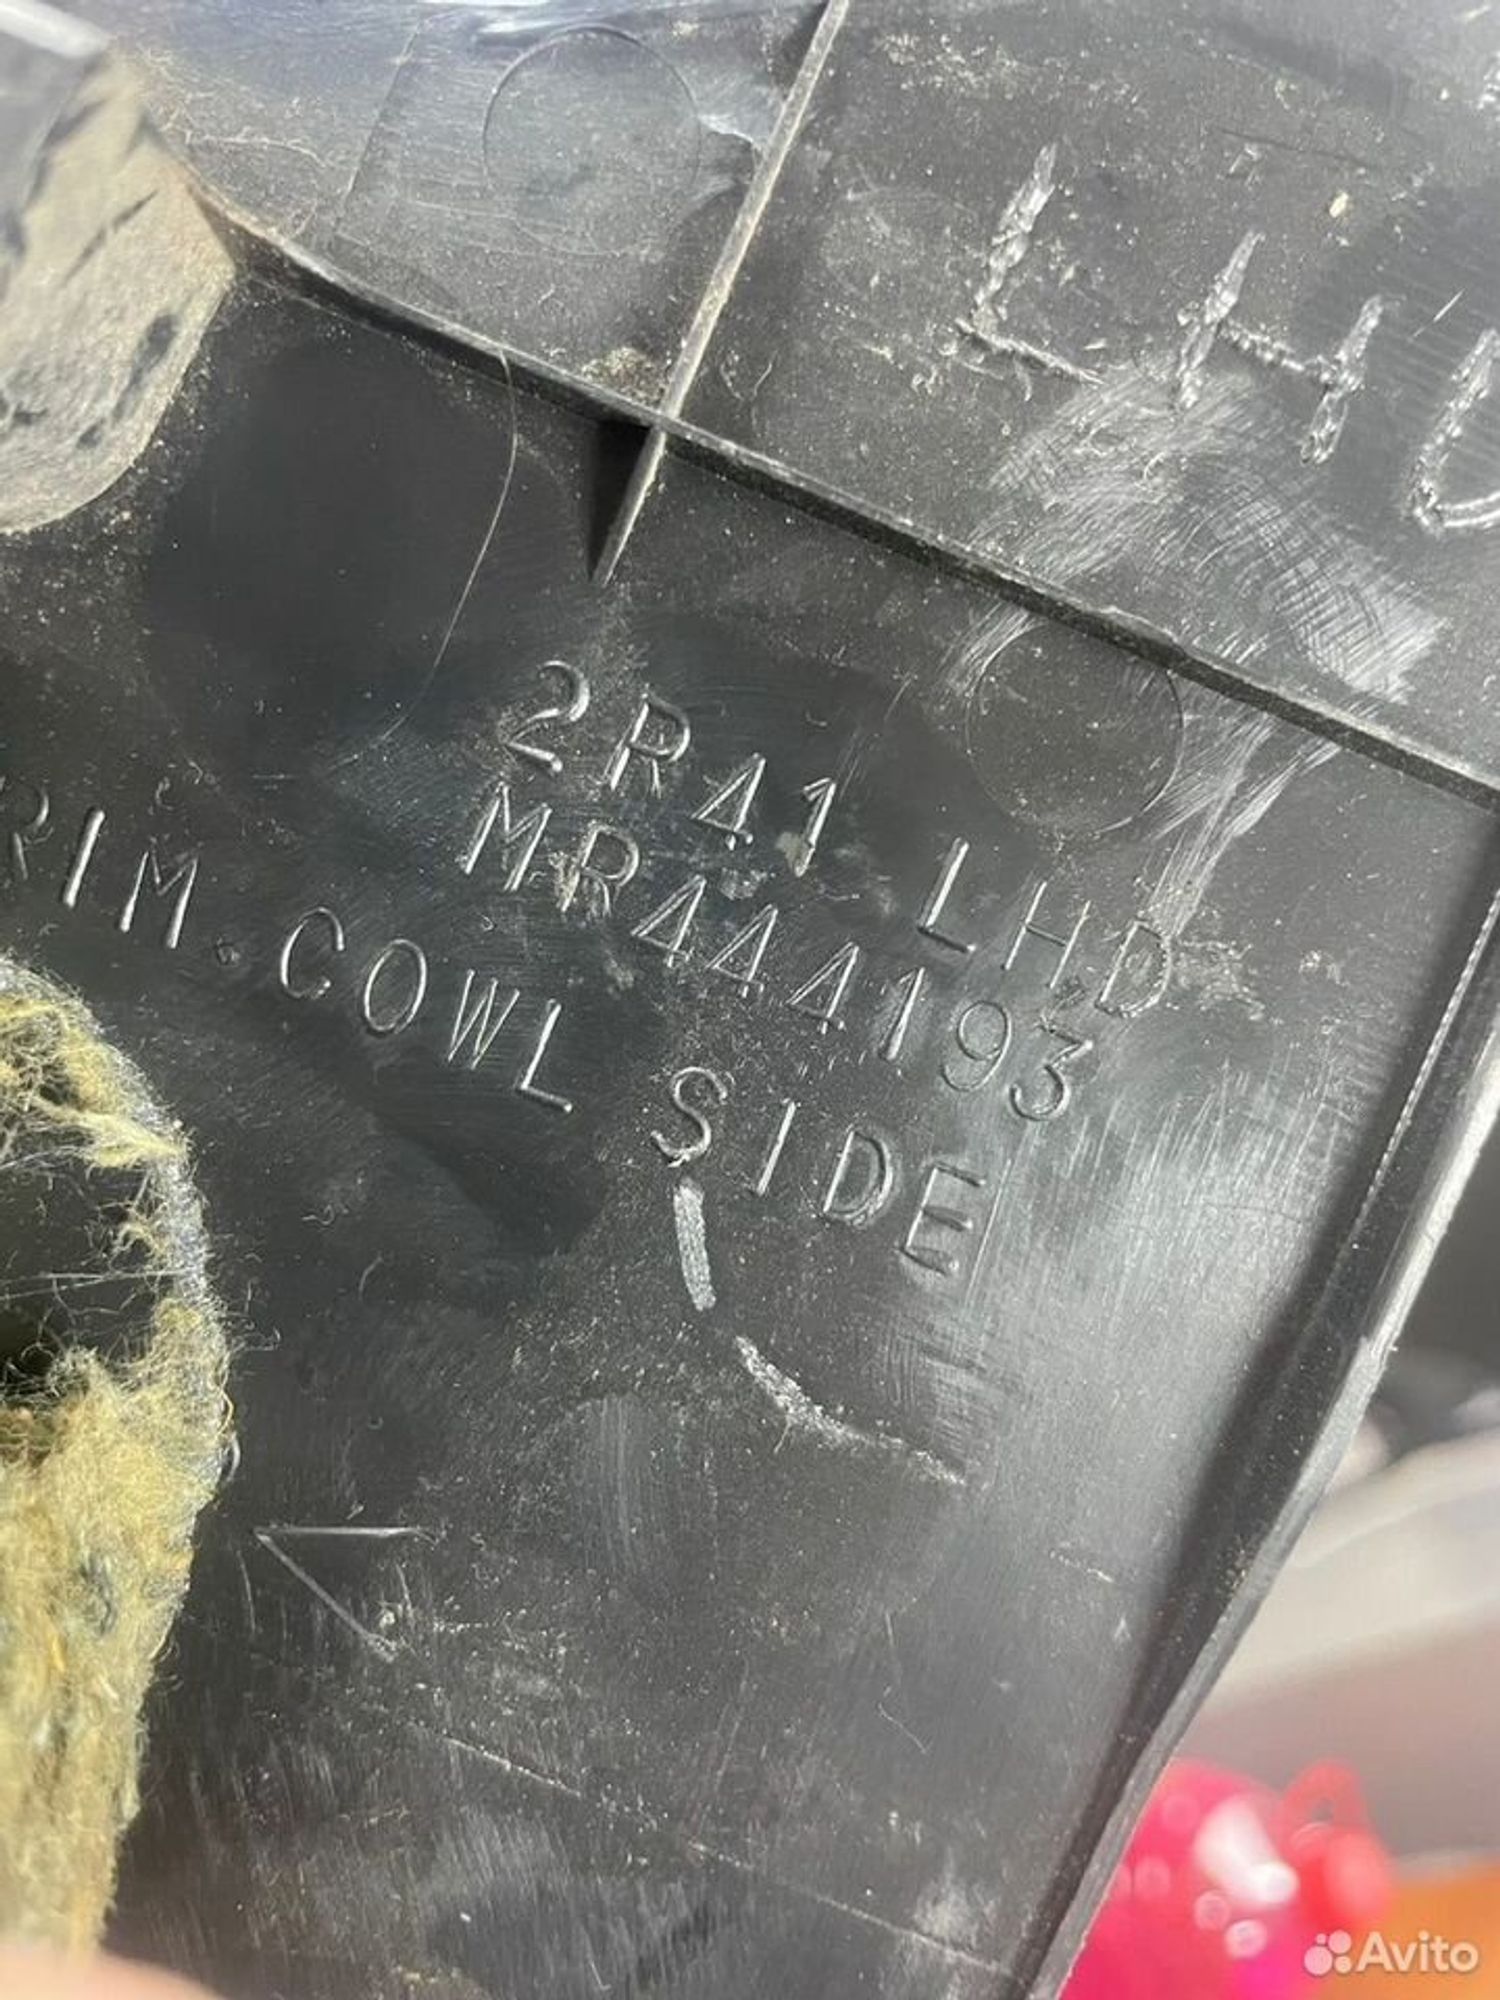 LHD
2R41 LHD
MR444193
RIM.COWL SIDE
Avito